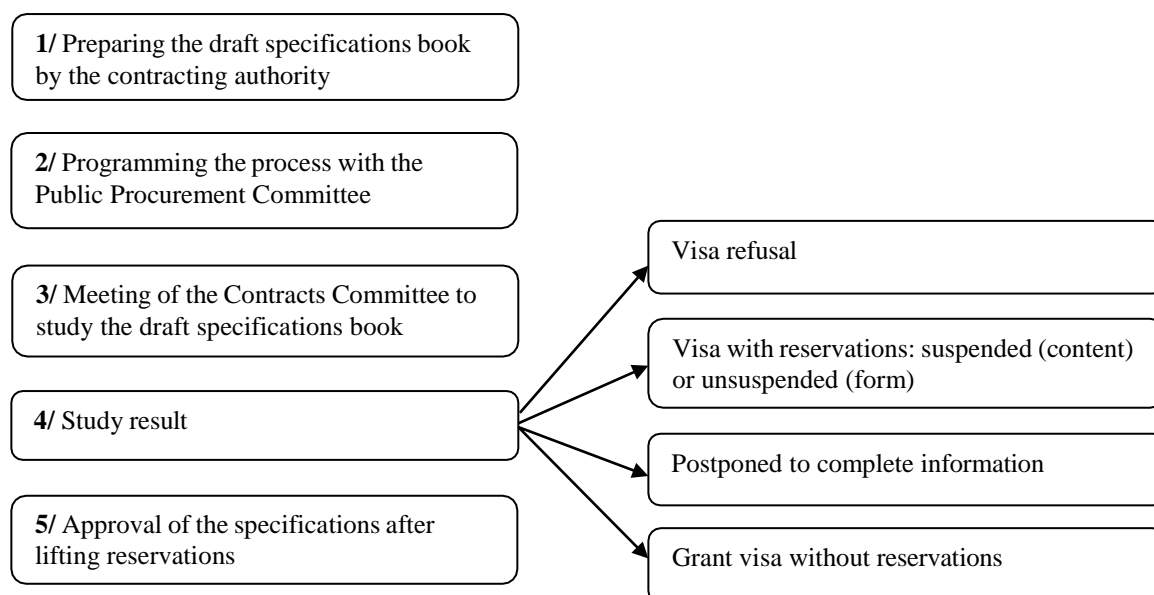 1/ Preparing the draft specifications book
by the contracting authority
2/ Programming the process with the
Public Procurement Committee
3/ Meeting of the Contracts Committee to
study the draft specifications book
4/ Study result
5/ Approval of the specifications after
lifting reservations
Visa refusal
Visa with reservations: suspended (content)
or unsuspended (form)
Postponed to complete information
Grant visa without reservations